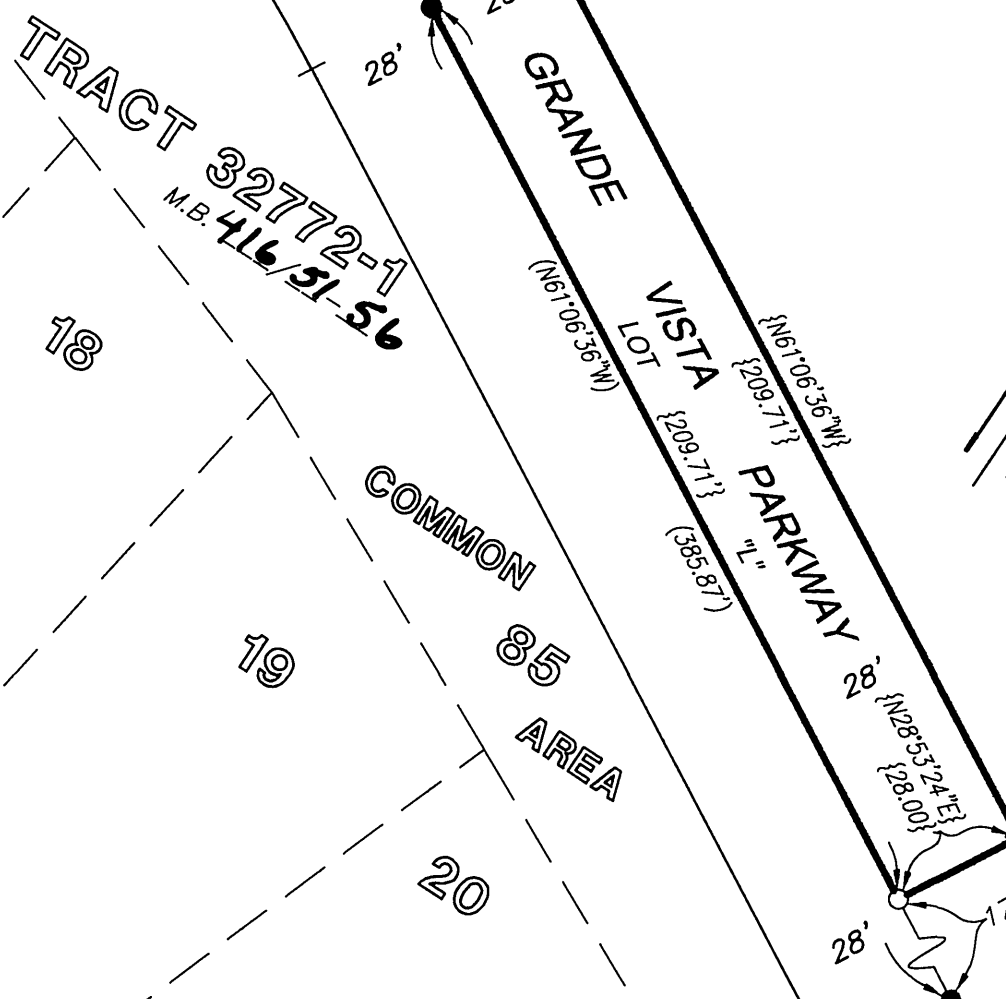 28'
GRANDE
TRACT 32772-1
M.B. 416/51-56
(N61°06'36"W)
VISTA
LOT
{N61°06'36"W}
{209.71'}
18
{209.71'}
PARKWAY
"L"
(385.87')
COMMON
85
AREA
19
28'
{N28°53'24"E}
{28.00}
20
28'